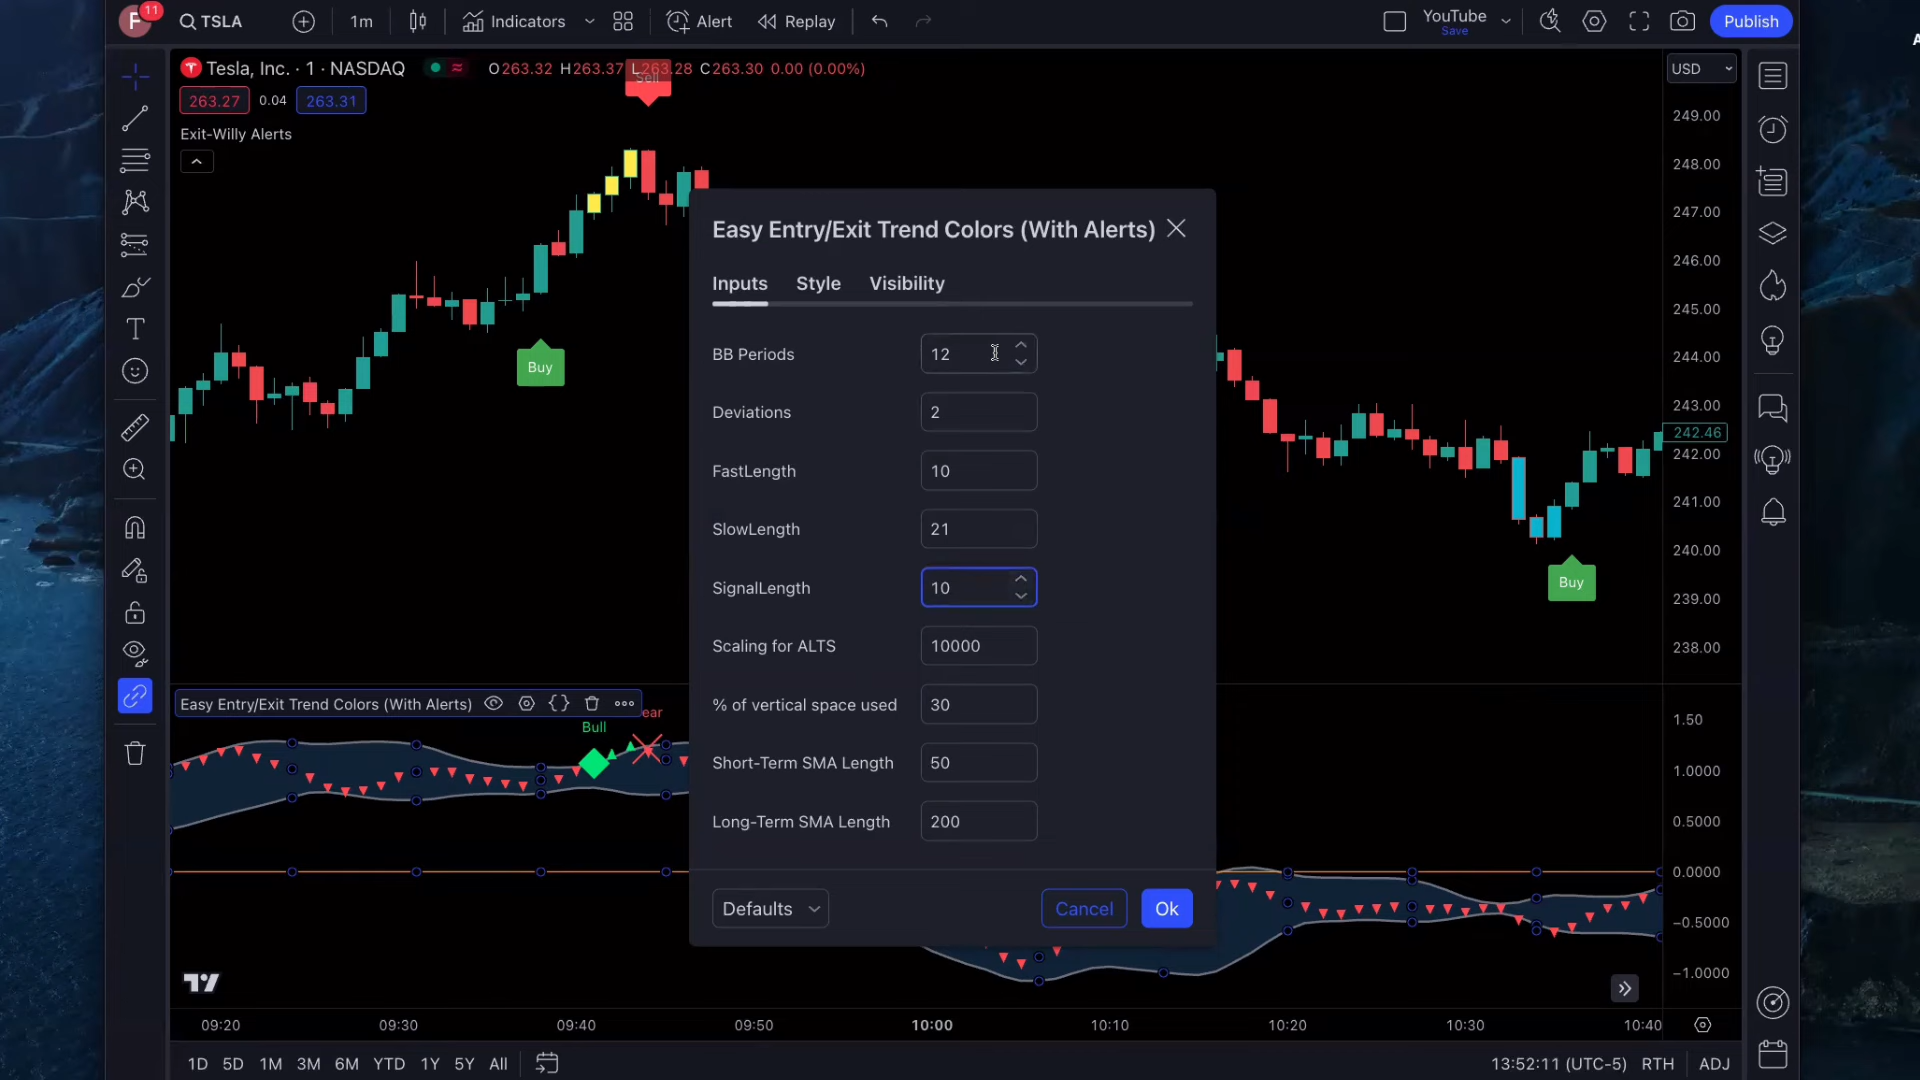 F 11 TSLA 1m Indicators Alert Replay YouTube Save Publish
Tesla, Inc. · 1 · NASDAQ O263.32 H263.37 L263.28 C263.30 0.00 (0.00%) USD
Sell
263.27 0.04 263.31
Exit-Willy Alerts
249.00
248.00
247.00
246.00
245.00
244.00
243.00
242.46
242.00
241.00
240.00
239.00
238.00
Buy
Buy
Easy Entry/Exit Trend Colors (With Alerts)
Inputs Style Visibility
BB Periods 12
Deviations 2
FastLength 10
SlowLength 21
SignalLength 10
Scaling for ALTS 10000
% of vertical space used 30
Short-Term SMA Length 50
Long-Term SMA Length 200
Defaults Cancel Ok
Easy Entry/Exit Trend Colors (With Alerts)
Bull ear
1.50
1.0000
0.5000
0.0000
−0.5000
−1.0000
09:20 09:30 09:40 09:50 10:00 10:10 10:20 10:30 10:40
1D 5D 1M 3M 6M YTD 1Y 5Y All 13:52:11 (UTC-5) RTH ADJ